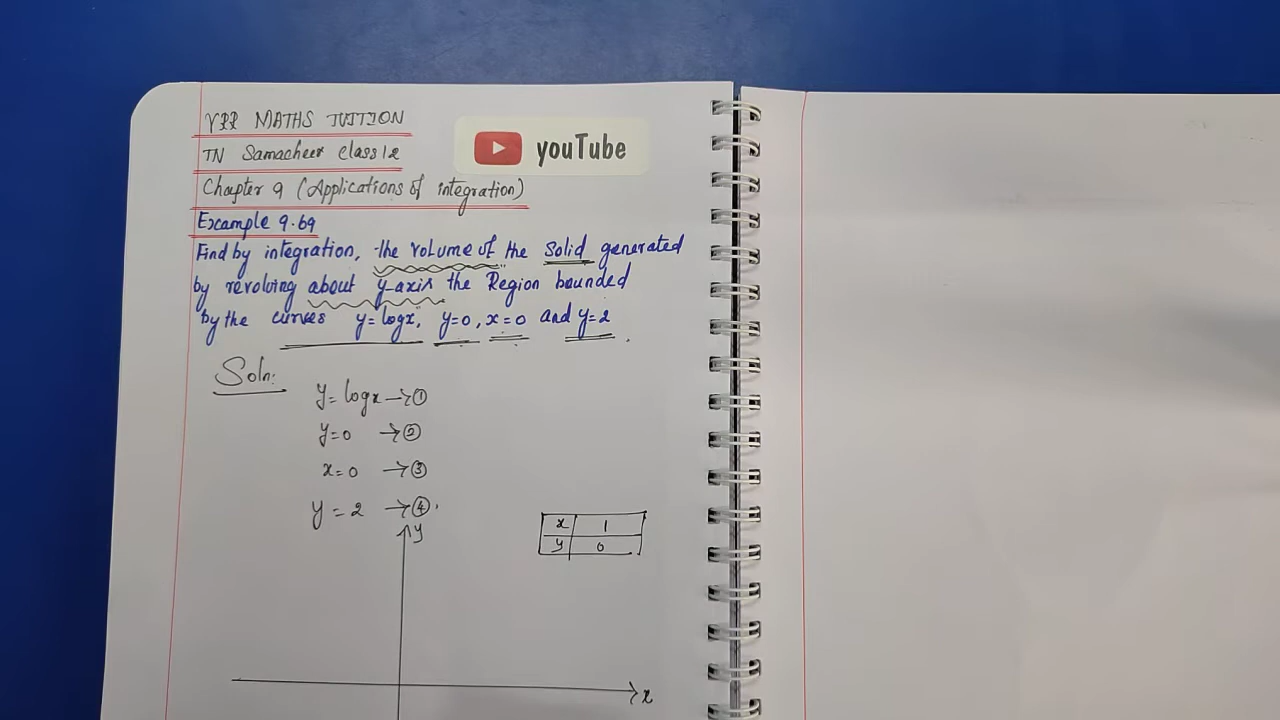 VRR MATHS TUITION
youTube
TN Samacheer Class 12
Chapter 9 (Applications of integration)
Example 9.69
Find by integration, the volume of the solid generated
by revolving about y-axis the Region bounded
by the curves y=logx, y=0, x=0 and y=2.
Soln:
y=logx →①
y=0 →②
x=0 →③
y=2 →④.
y
x 1
y 0
x